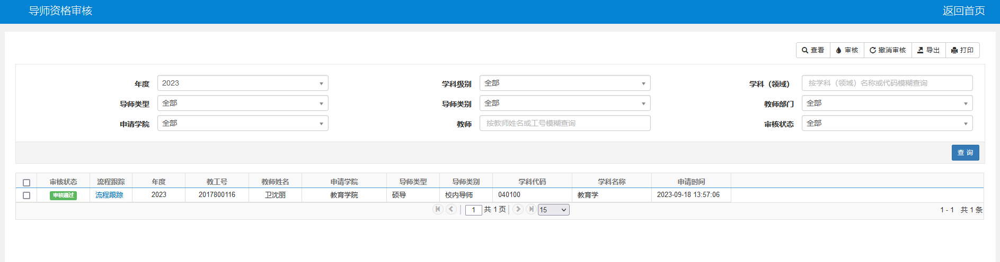 导师资格审核 返回首页
查看 审核 撤消审核 导出 打印
年度 2023 学科级别 全部 学科（领域） 按学科（领域）名称或代码模糊查询
导师类型 全部 导师类别 全部 教师部门 全部
申请学院 全部 教师 按教师姓名或工号模糊查询 审核状态 全部
查 询
审核状态 流程跟踪 年度 教工号 教师姓名 申请学院 导师类型 导师类别 学科代码 学科名称 申请时间
审核通过 流程跟踪 2023 2017800116 卫沈丽 教育学院 硕导 校内导师 040100 教育学 2023-09-18 13:57:06
1 共 1 页 15 1 - 1 共 1 条